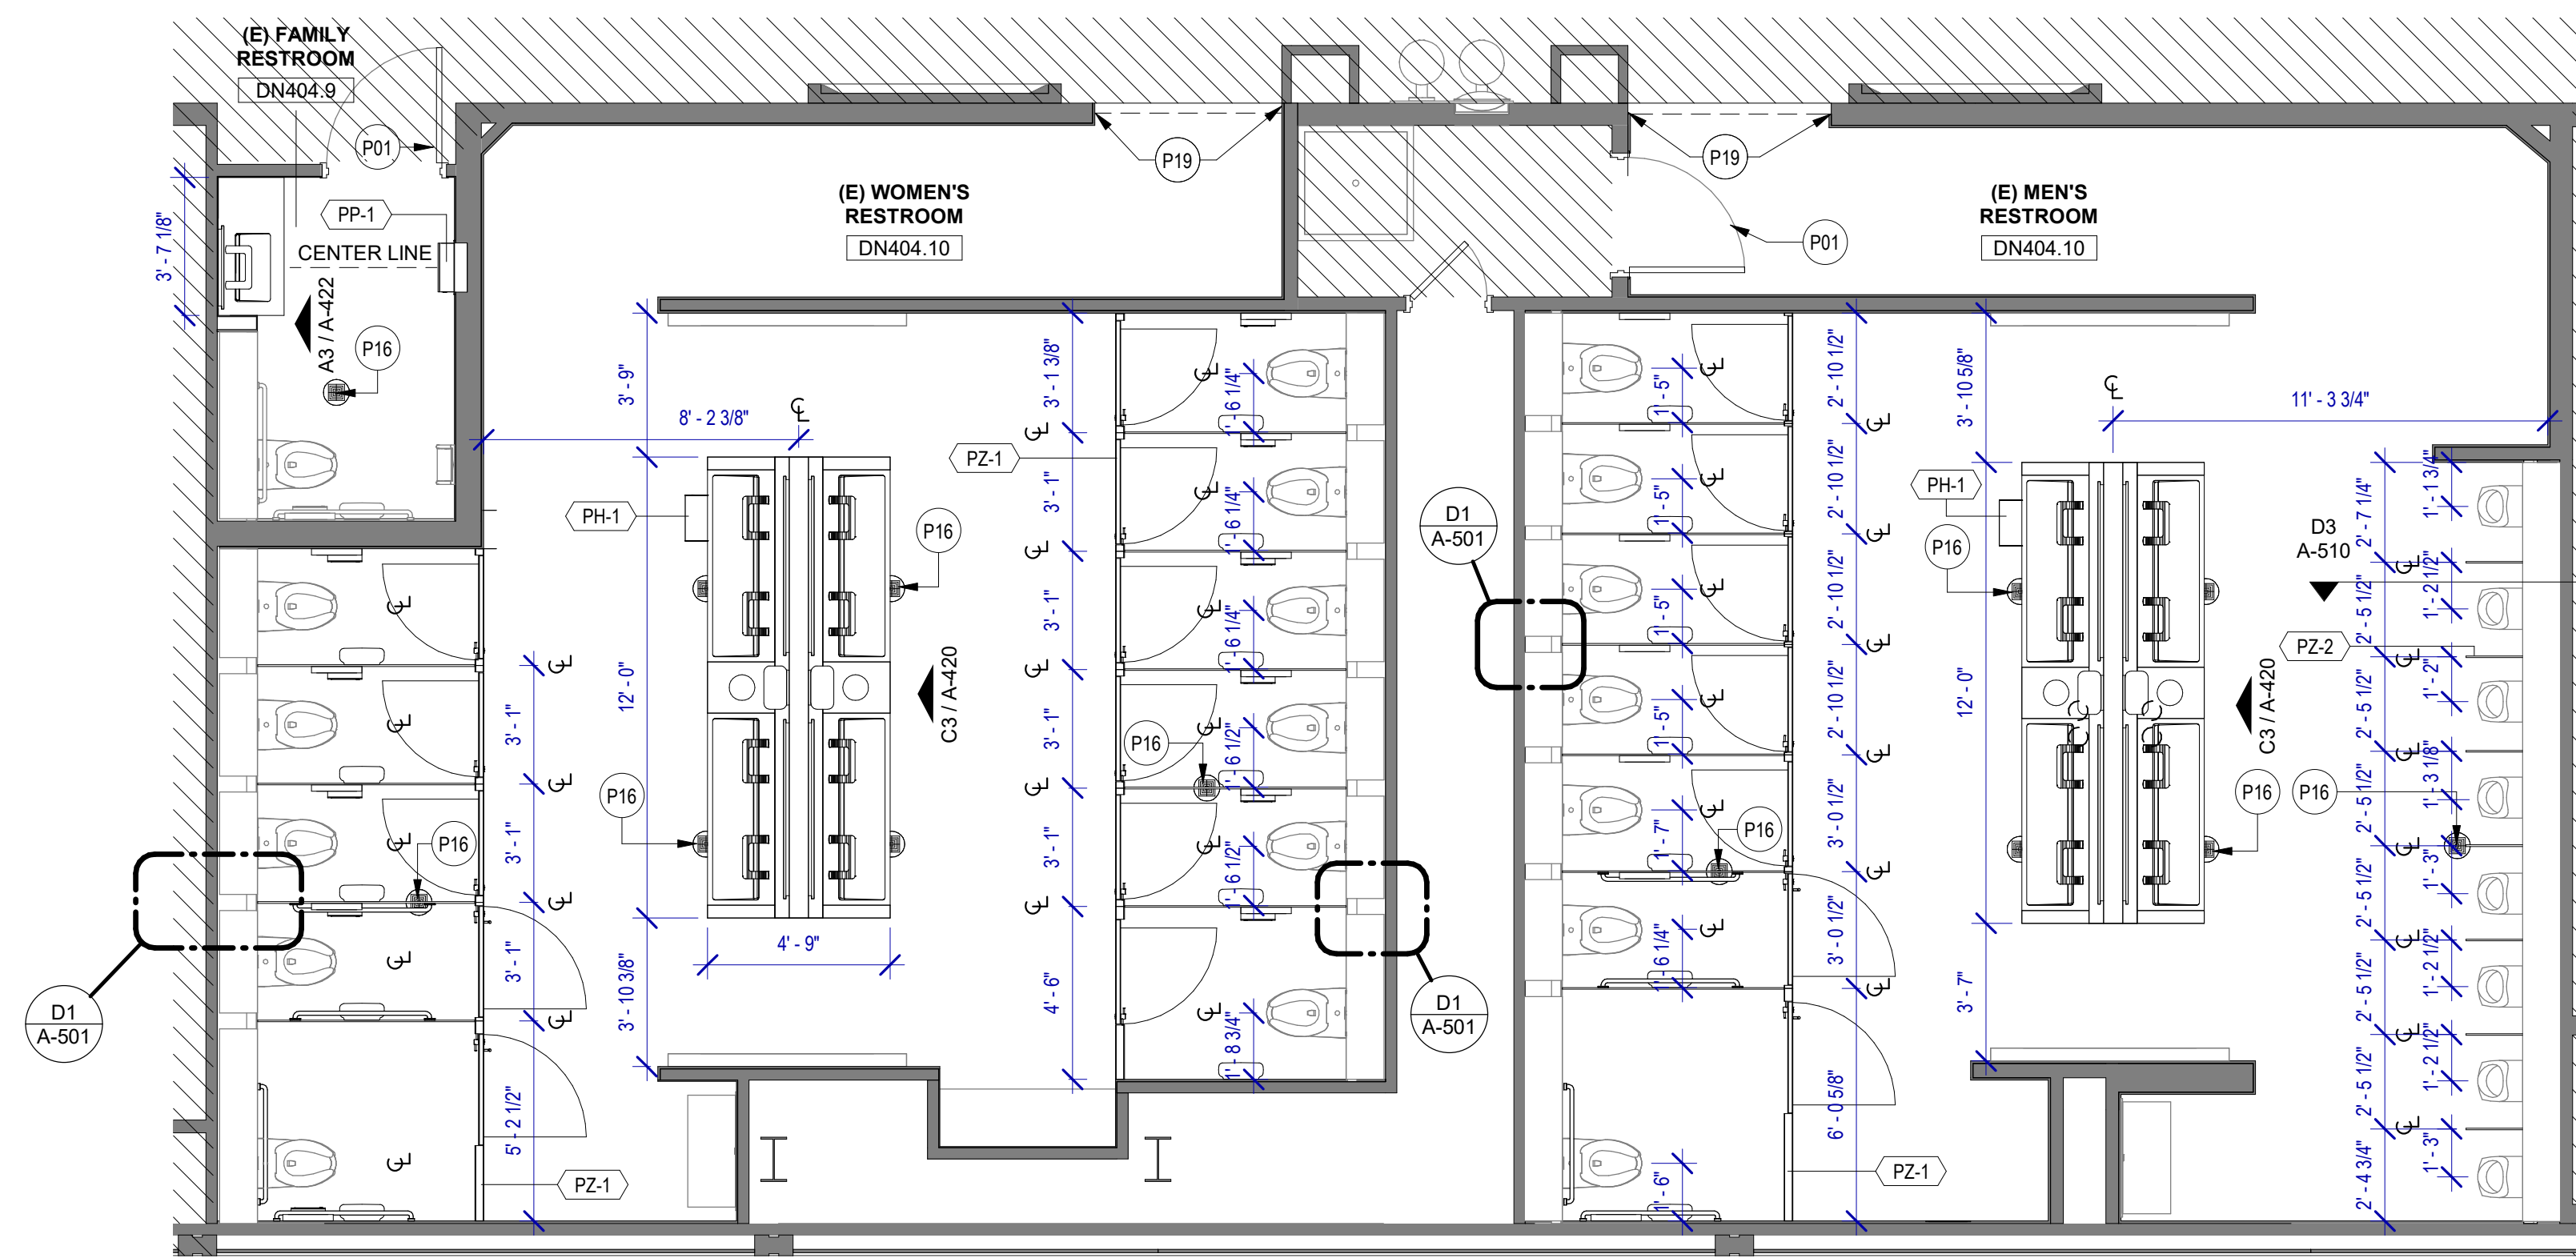 (E) FAMILY
RESTROOM
DN404.9
P01
PP-1
CENTER LINE
3' - 7 1/8"
A3 / A-422
P16
(E) WOMEN'S
RESTROOM
DN404.10
P19
P19
(E) MEN'S
RESTROOM
DN404.10
P01
3' - 9"
8' - 2 3/8"
℄
PH-1
P16
12' - 0"
C3 / A-420
P16
4' - 9"
3' - 10 3/8"
PZ-1
3' - 1 3/8"
3' - 1"
3' - 1"
3' - 1"
3' - 1"
3' - 1"
4' - 6"
1' - 6 1/4"
1' - 6 1/4"
1' - 6 1/4"
1' - 6 1/2"
1' - 6 1/2"
1' - 8 3/4"
P16
P16
3' - 1"
3' - 1"
3' - 1"
5' - 2 1/2"
PZ-1
D1
A-501
D1
A-501
D1
A-501
1' - 5"
1' - 5"
1' - 5"
1' - 5"
1' - 7"
1' - 6 1/4"
1' - 6"
P16
2' - 10 1/2"
2' - 10 1/2"
2' - 10 1/2"
2' - 10 1/2"
3' - 0 1/2"
3' - 0 1/2"
6' - 0 5/8"
PZ-1
3' - 10 5/8"
℄
11' - 3 3/4"
PH-1
P16
12' - 0"
C3 / A-420
P16
P16
3' - 7"
D3
A-510
PZ-2
2' - 7 1/4"
2' - 5 1/2"
2' - 5 1/2"
2' - 5 1/2"
2' - 5 1/2"
2' - 5 1/2"
2' - 5 1/2"
2' - 4 3/4"
1' - 1 3/4"
1' - 2 1/2"
1' - 2"
1' - 3 1/8"
1' - 3"
1' - 2 1/2"
1' - 2 1/2"
1' - 3"